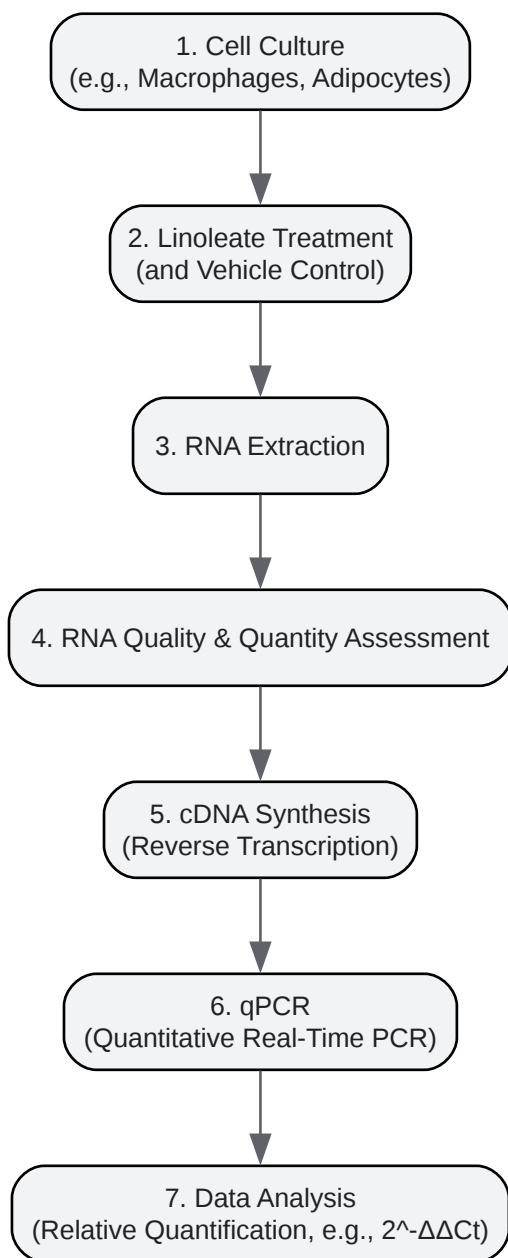 1. Cell Culture
(e.g., Macrophages, Adipocytes)
2. Linoleate Treatment
(and Vehicle Control)
3. RNA Extraction
4. RNA Quality & Quantity Assessment
5. cDNA Synthesis
(Reverse Transcription)
6. qPCR
(Quantitative Real-Time PCR)
7. Data Analysis
(Relative Quantification, e.g., 2^-ΔΔCt)